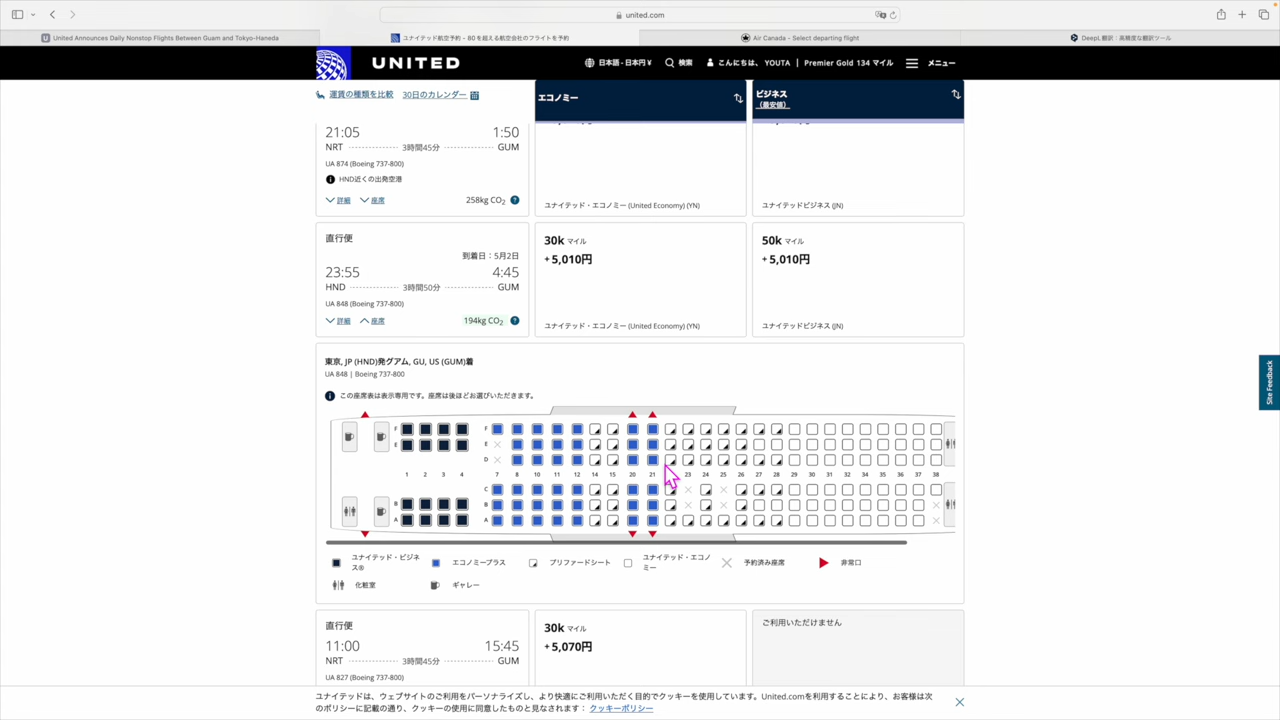 united.com
United Announces Daily Nonstop Flights Between Guam and Tokyo-Haneda
ユナイテッド航空予約 – 80を超える航空会社のフライトを予約
Air Canada - Select departing flight
DeepL翻訳：高精度な翻訳ツール
UNITED
日本語 - 日本円 ¥
検索
こんにちは、 YOUTA | Premier Gold 134 マイル
メニュー
運賃の種類を比較 30日のカレンダー
エコノミー
ビジネス
(最安値)
21:05 1:50
NRT 3時間45分 GUM
UA 874 (Boeing 737-800)
HND近くの出発空港
詳細 座席 258kg CO2
ユナイテッド・エコノミー (United Economy) (YN)
ユナイテッドビジネス (JN)
直行便
到着日：5月2日
23:55 4:45
HND 3時間50分 GUM
UA 848 (Boeing 737-800)
詳細 座席 194kg CO2
30k マイル
+5,010円
ユナイテッド・エコノミー (United Economy) (YN)
50k マイル
+5,010円
ユナイテッドビジネス (JN)
東京, JP (HND)発グアム, GU, US (GUM)着
UA 848 | Boeing 737-800
この座席表は表示専用です。座席は後ほどお選びいただきます。
F F
E E
D
1 2 3 4 7 8 10 11 12 14 15 20 21 23 24 25 26 27 28 29 30 31 32 33 34 35 36 37 38
C
B B
A A
ユナイテッド・ビジネス®
エコノミープラス
プリファードシート
ユナイテッド・エコノミー
予約済み座席
非常口
化粧室
ギャレー
直行便
11:00 15:45
NRT 3時間45分 GUM
UA 827 (Boeing 737-800)
30k マイル
+5,070円
ご利用いただけません
Site Feedback
ユナイテッドは、ウェブサイトのご利用をパーソナライズし、より快適にご利用いただく目的でクッキーを使用しています。United.comを利用することにより、お客様は次
のポリシーに記載の通り、クッキーの使用に同意したものと見なされます： クッキーポリシー